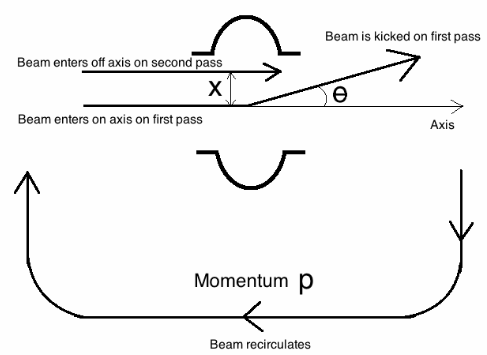 Beam is kicked on first pass
Beam enters off axis on second pass
X
θ
Beam enters on axis on first pass
Axis
Momentum p
Beam recirculates